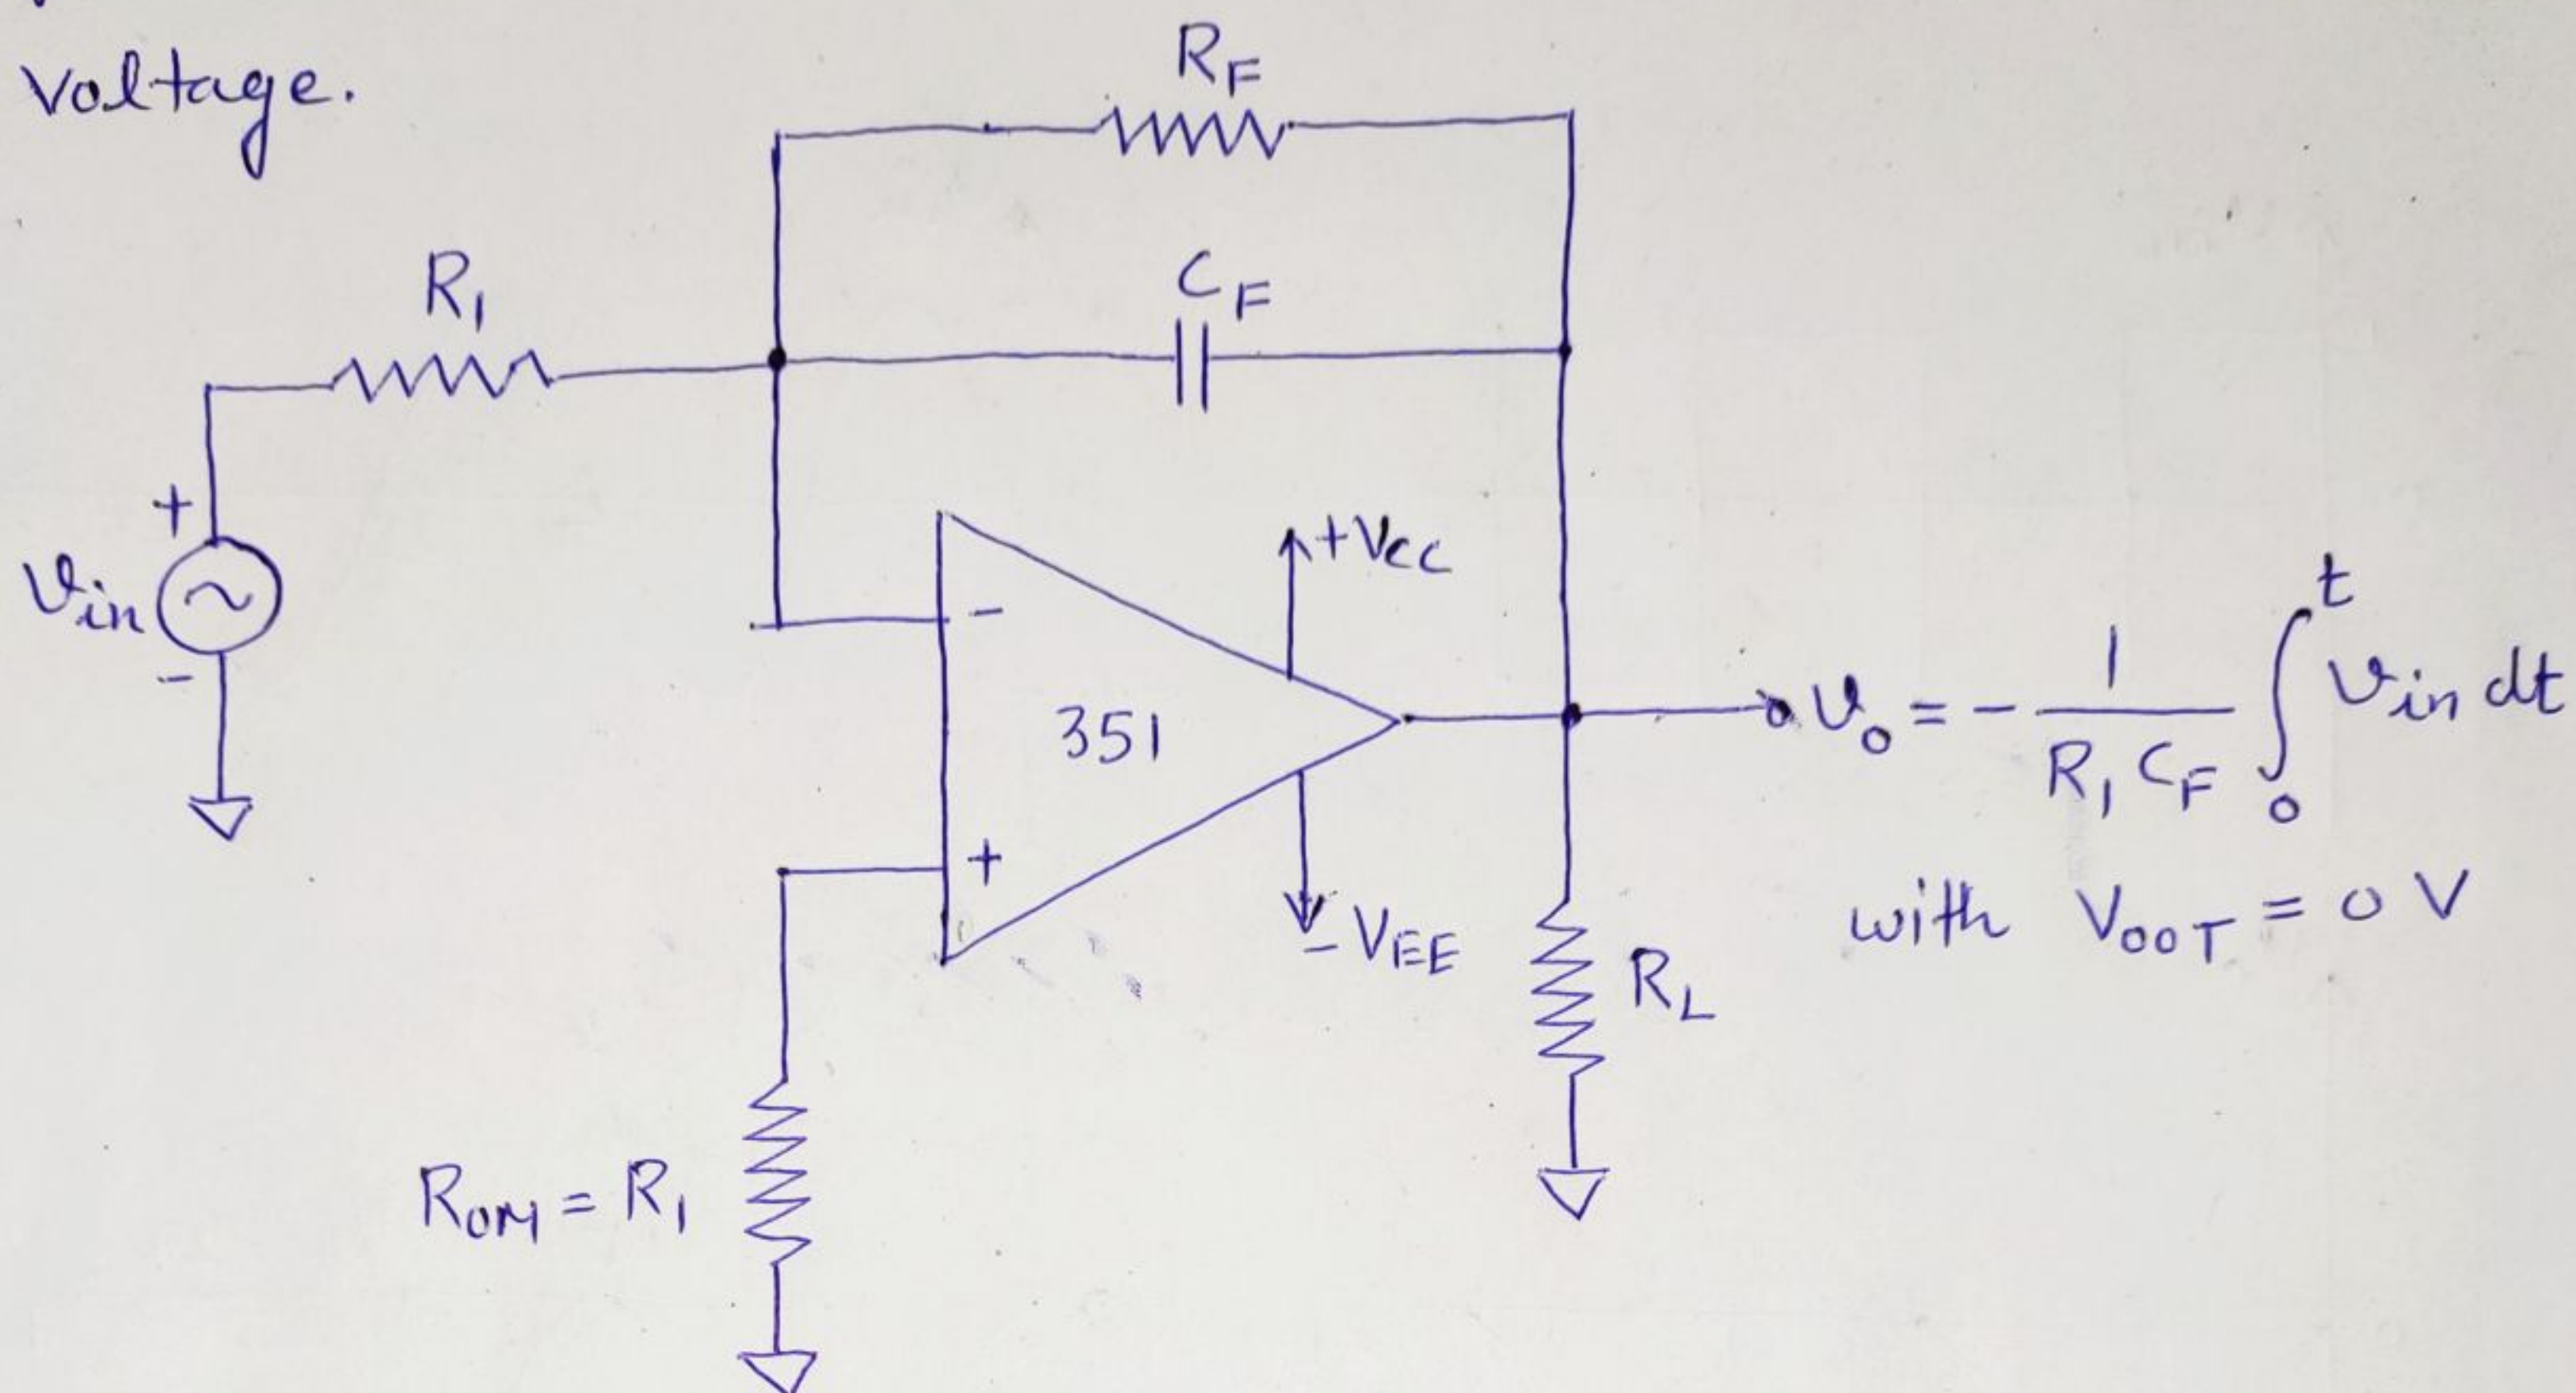 Voltage.
R_F
R_1
C_F
+
v_in
-
-
+V_CC
351
+
-V_EE
v_o = - 1/(R_1 C_F) ∫_0^t v_in dt
with V_OOT = 0 V
R_L
R_OM = R_1